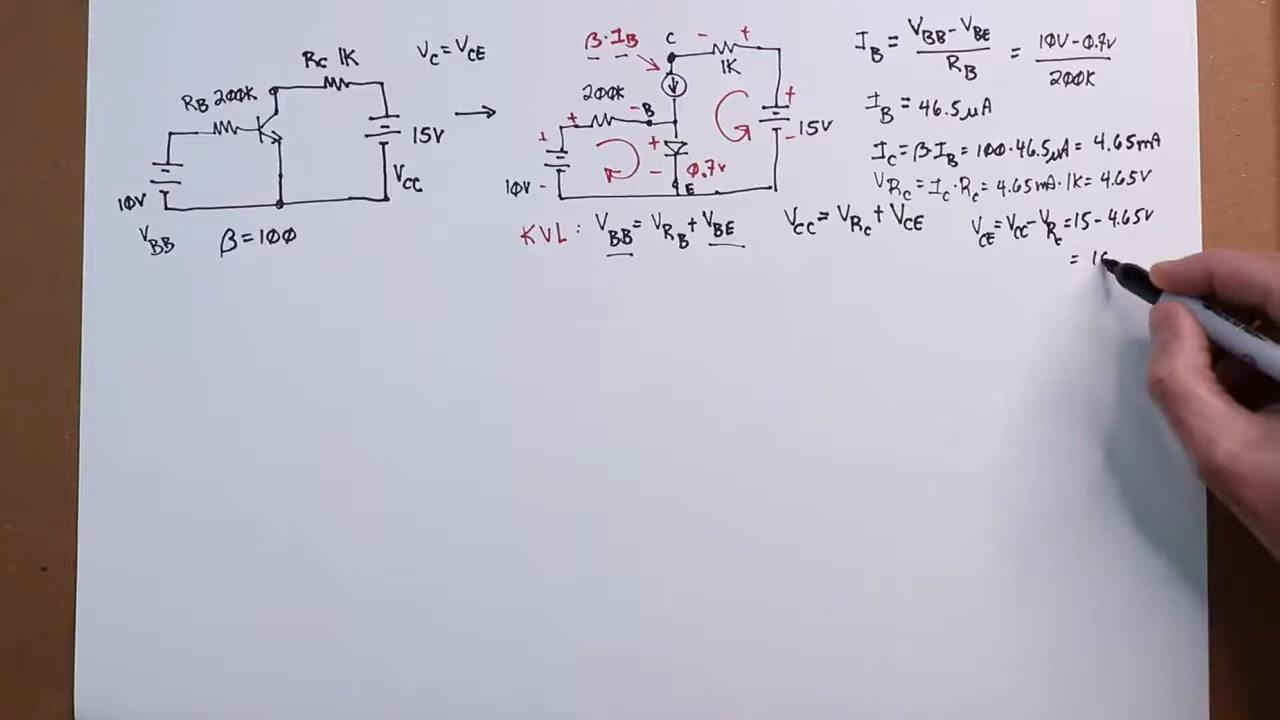 Rc 1K
Vc = VCE
RB 200K
15V
VCC
10V
VBB
β = 100
β·IB
C
- +
1K
200K
+ -B
+
+
15V
-
+
-
0.7V
+
10V -
E
KVL : VBB = VRB + VBE
VCC = VRc + VCE
IB = VBB - VBE / RB = 10V - 0.7V / 200K
IB = 46.5µA
Ic = β·IB = 100·46.5µA = 4.65mA
VRc = Ic·Rc = 4.65mA·1K = 4.65V
VCE = VCC - VRc = 15 - 4.65V
= 1